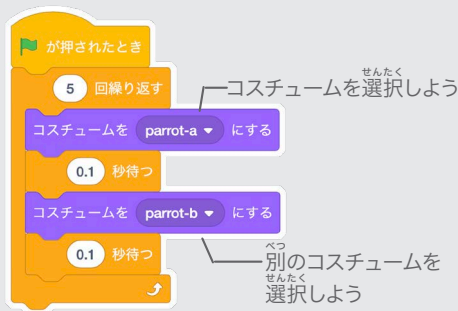 が押されたとき
5 回繰り返す
コスチュームを parrot-a にする
0.1 秒待つ
コスチュームを parrot-b にする
0.1 秒待つ
せんたく
コスチュームを選択しよう
べつ
別のコスチュームを
せんたく
選択しよう